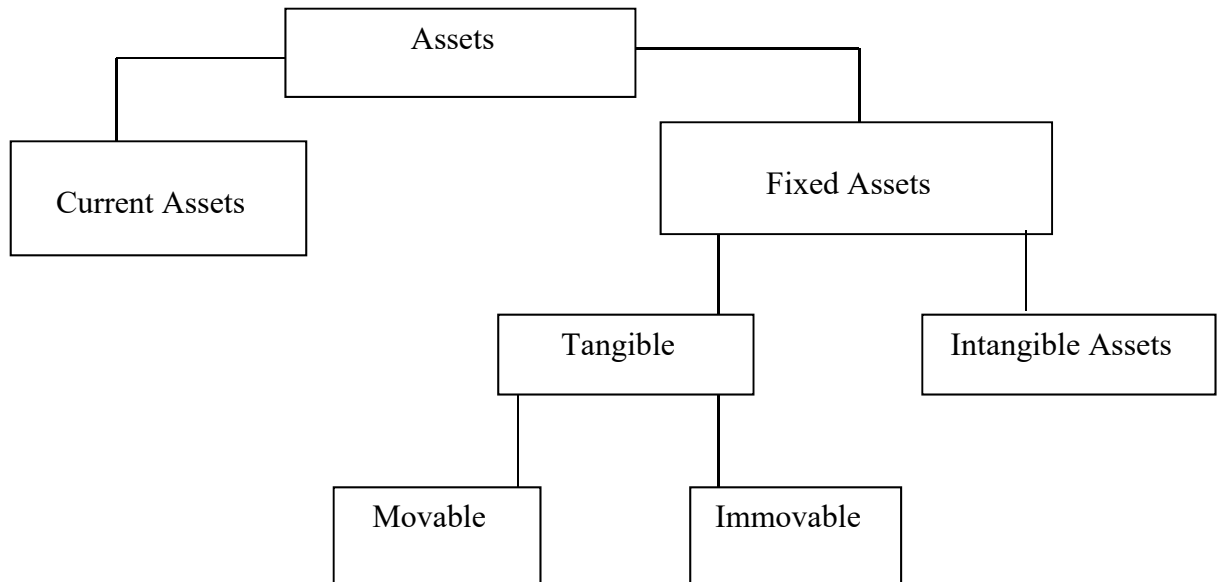 Assets
Current Assets
Fixed Assets
Tangible
Intangible Assets
Movable
Immovable